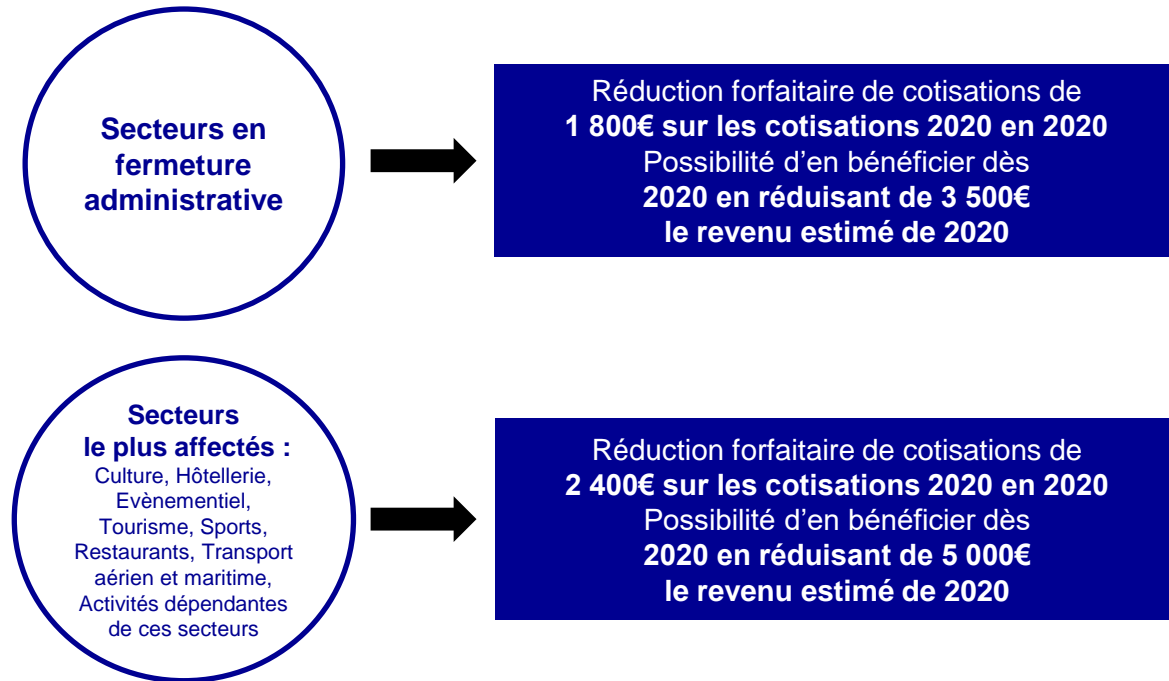 Secteurs en
fermeture
administrative
Réduction forfaitaire de cotisations de
1 800€ sur les cotisations 2020 en 2020
Possibilité d’en bénéficier dès
2020 en réduisant de 3 500€
le revenu estimé de 2020
Secteurs
le plus affectés :
Culture, Hôtellerie,
Evènementiel,
Tourisme, Sports,
Restaurants, Transport
aérien et maritime,
Activités dépendantes
de ces secteurs
Réduction forfaitaire de cotisations de
2 400€ sur les cotisations 2020 en 2020
Possibilité d’en bénéficier dès
2020 en réduisant de 5 000€
le revenu estimé de 2020